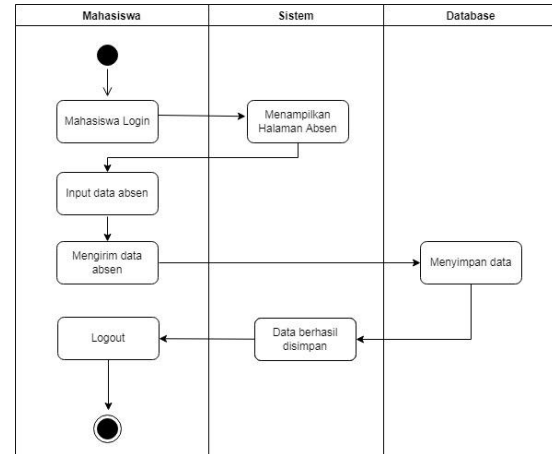 Mahasiswa
Sistem
Database
Mahasiswa Login
Menampilkan
Halaman Absen
Input data absen
Mengirim data
absen
Menyimpan data
Logout
Data berhasil
disimpan